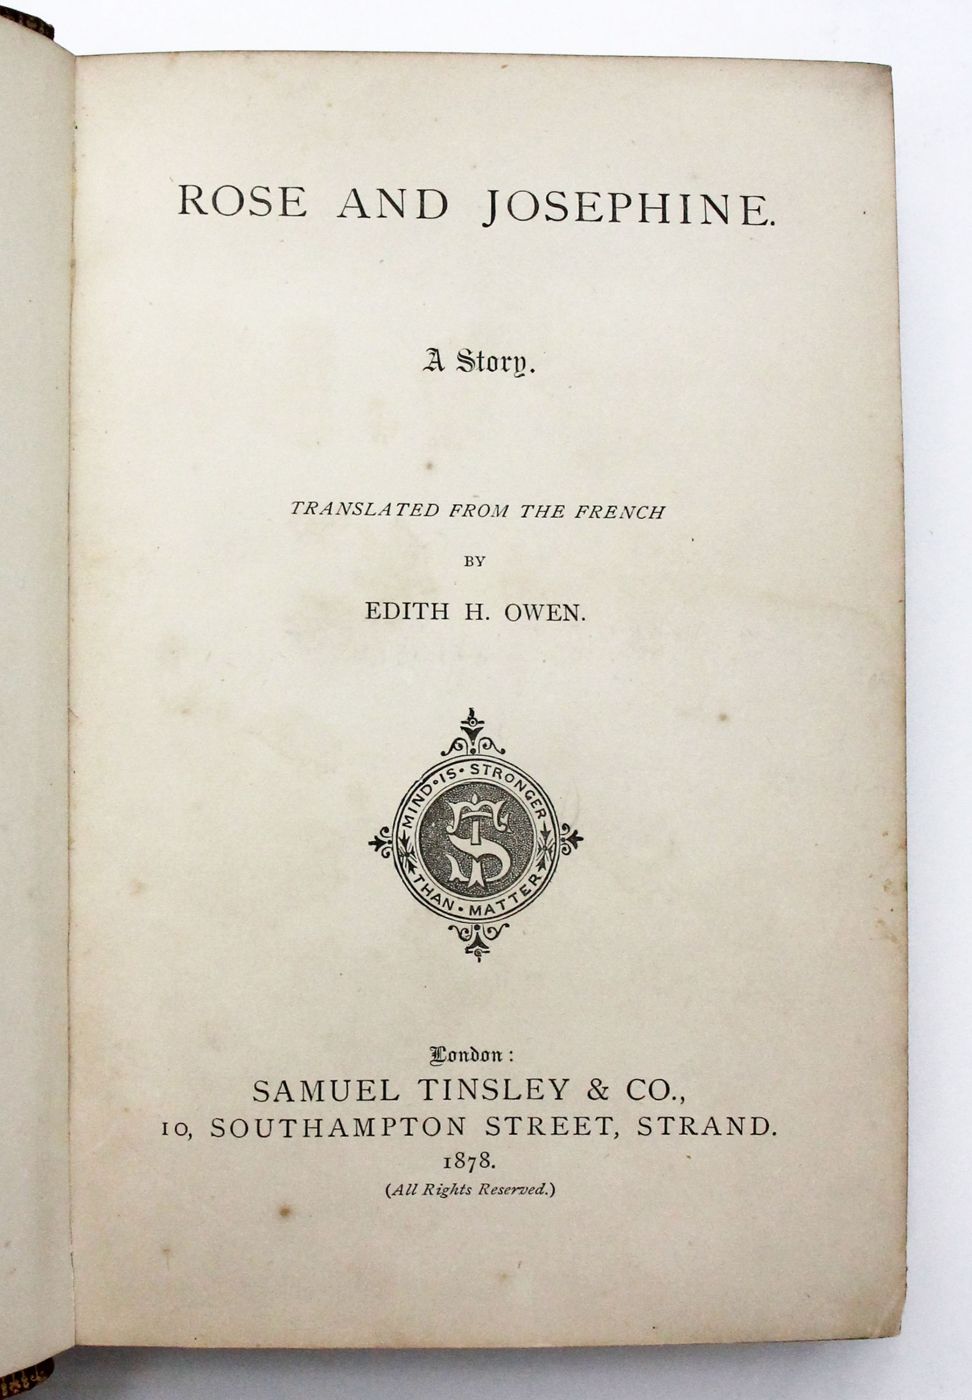 ROSE AND JOSEPHINE.
A Story.
TRANSLATED FROM THE FRENCH
BY
EDITH H. OWEN.
MIND · IS · STRONGER
TS
THAN · MATTER
London:
SAMUEL TINSLEY & CO.,
10, SOUTHAMPTON STREET, STRAND.
1878.
(All Rights Reserved.)